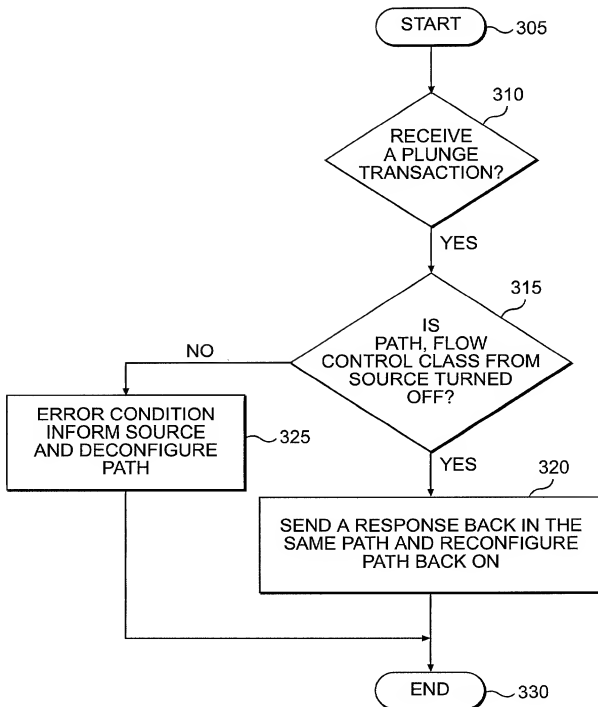 START
305
310
RECEIVE
A PLUNGE
TRANSACTION?
YES
315
IS
PATH, FLOW
CONTROL CLASS FROM
SOURCE TURNED
OFF?
NO
ERROR CONDITION
INFORM SOURCE
AND DECONFIGURE
PATH
325
YES
320
SEND A RESPONSE BACK IN THE
SAME PATH AND RECONFIGURE
PATH BACK ON
END
330